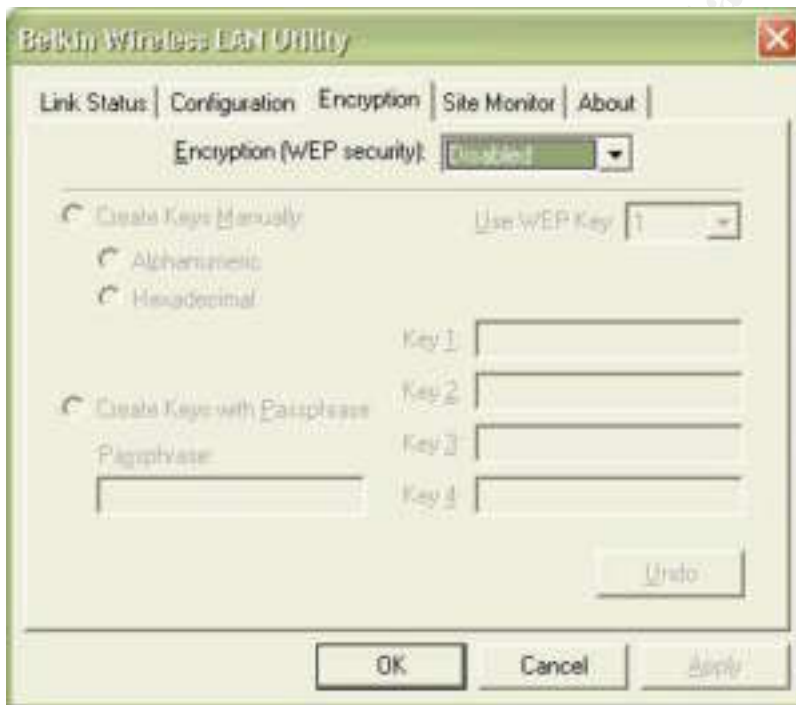 Belkin Wireless LAN Utility
Link Status Configuration Encryption Site Monitor About
Encryption (WEP security): Disabled
Create Keys Manually
Use WEP Key: 1
Alphanumeric
Hexadecimal
Key 1:
Create Keys with Passphrase
Key 2:
Passphrase:
Key 3:
Key 4:
Undo
OK Cancel Apply